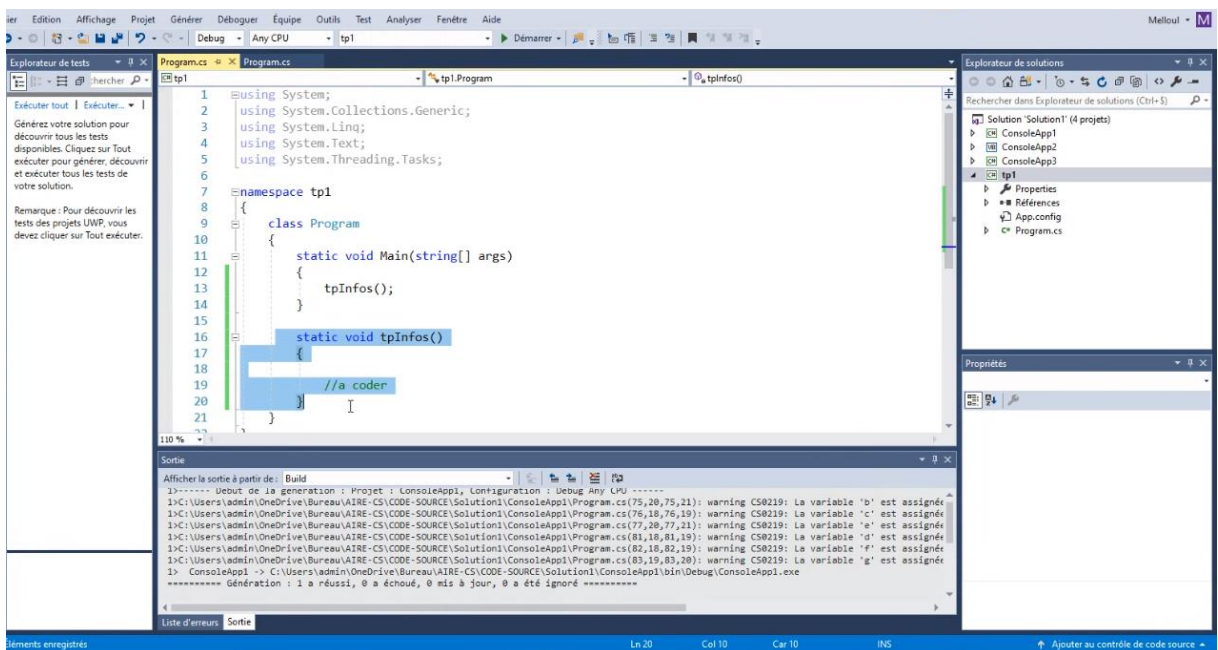 ier Edition Affichage Projet Générer Déboguer Équipe Outils Test Analyser Fenêtre Aide
Melloul M
Debug Any CPU tp1 Démarrer
Explorateur de tests
chercher
Exécuter tout | Exécuter...
Générez votre solution pour
découvrir tous les tests
disponibles. Cliquez sur Tout
exécuter pour générer, découvrir
et exécuter tous les tests de
votre solution.
Remarque : Pour découvrir les
tests des projets UWP, vous
devez cliquer sur Tout exécuter.
Program.cs Program.cs
tp1 tp1.Program tpInfos()
1 using System;
2 using System.Collections.Generic;
3 using System.Linq;
4 using System.Text;
5 using System.Threading.Tasks;
6
7 namespace tp1
8 {
9 class Program
10 {
11 static void Main(string[] args)
12 {
13 tpInfos();
14 }
15
16 static void tpInfos()
17 {
18
19 //a coder
20 }
21 }
110 %
Sortie
Afficher la sortie à partir de : Build
1>------ Début de la génération : Projet : ConsoleApp1, Configuration : Debug Any CPU ------
1>C:\Users\admin\OneDrive\Bureau\AIRE-CS\CODE-SOURCE\Solution1\ConsoleApp1\Program.cs(75,20,75,21): warning CS0219: La variable 'b' est assignée
1>C:\Users\admin\OneDrive\Bureau\AIRE-CS\CODE-SOURCE\Solution1\ConsoleApp1\Program.cs(76,18,76,19): warning CS0219: La variable 'c' est assignée
1>C:\Users\admin\OneDrive\Bureau\AIRE-CS\CODE-SOURCE\Solution1\ConsoleApp1\Program.cs(77,20,77,21): warning CS0219: La variable 'e' est assignée
1>C:\Users\admin\OneDrive\Bureau\AIRE-CS\CODE-SOURCE\Solution1\ConsoleApp1\Program.cs(81,18,81,19): warning CS0219: La variable 'd' est assignée
1>C:\Users\admin\OneDrive\Bureau\AIRE-CS\CODE-SOURCE\Solution1\ConsoleApp1\Program.cs(82,18,82,19): warning CS0219: La variable 'f' est assignée
1>C:\Users\admin\OneDrive\Bureau\AIRE-CS\CODE-SOURCE\Solution1\ConsoleApp1\Program.cs(83,19,83,20): warning CS0219: La variable 'g' est assignée
1> ConsoleApp1 -> C:\Users\admin\OneDrive\Bureau\AIRE-CS\CODE-SOURCE\Solution1\ConsoleApp1\bin\Debug\ConsoleApp1.exe
========== Génération : 1 a réussi, 0 a échoué, 0 mis à jour, 0 a été ignoré ==========
Liste d'erreurs Sortie
Explorateur de solutions
Rechercher dans Explorateur de solutions (Ctrl+$)
Solution 'Solution1' (4 projets)
C# ConsoleApp1
VB ConsoleApp2
C# ConsoleApp3
C# tp1
Properties
Références
App.config
C# Program.cs
Propriétés
Éléments enregistrés Ln 20 Col 10 Car 10 INS Ajouter au contrôle de code source